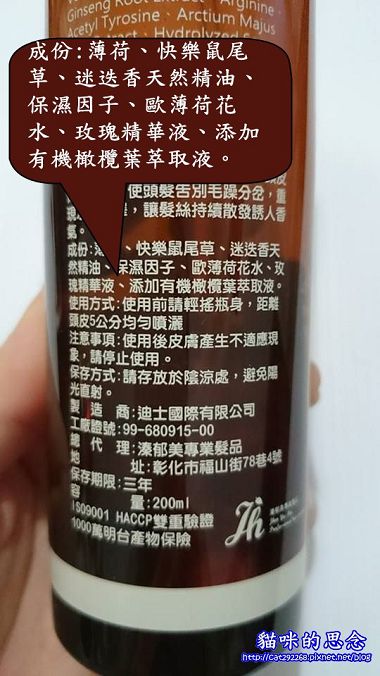 Ginseng Root Extract、Arginine、
Acetyl Tyrosine、Arctium Majus
成份:薄荷、快樂鼠尾
草、迷迭香天然精油、
保濕因子、歐薄荷花
水、玫瑰精華液、添加
有機橄欖葉萃取液。
使頭髮告別毛躁分岔，重
讓髮絲持續散發誘人香
氣。
成份:
、快樂鼠尾草、迷迭香天
然精油、保濕因子、歐薄荷花水、玫
瑰精華液、添加有機橄欖葉萃取液。
使用方式:使用前請輕搖瓶身，距離
頭皮5公分均勻噴灑
注意事項:使用後皮膚產生不適應現
象，請停止使用。
保存方式:請存放於陰涼處，避免陽
光直射。
製造商:迪士國際有限公司
工廠證號:99-680915-00
總代理:溱郁美專業髮品
地址:彰化市福山街78巷4號
保存期限:三年
容量:200ml
ISO9001 HACCP雙重驗證
1000萬明台產物保險
貓咪的思念
http://cat292268.pixnet.net/blog